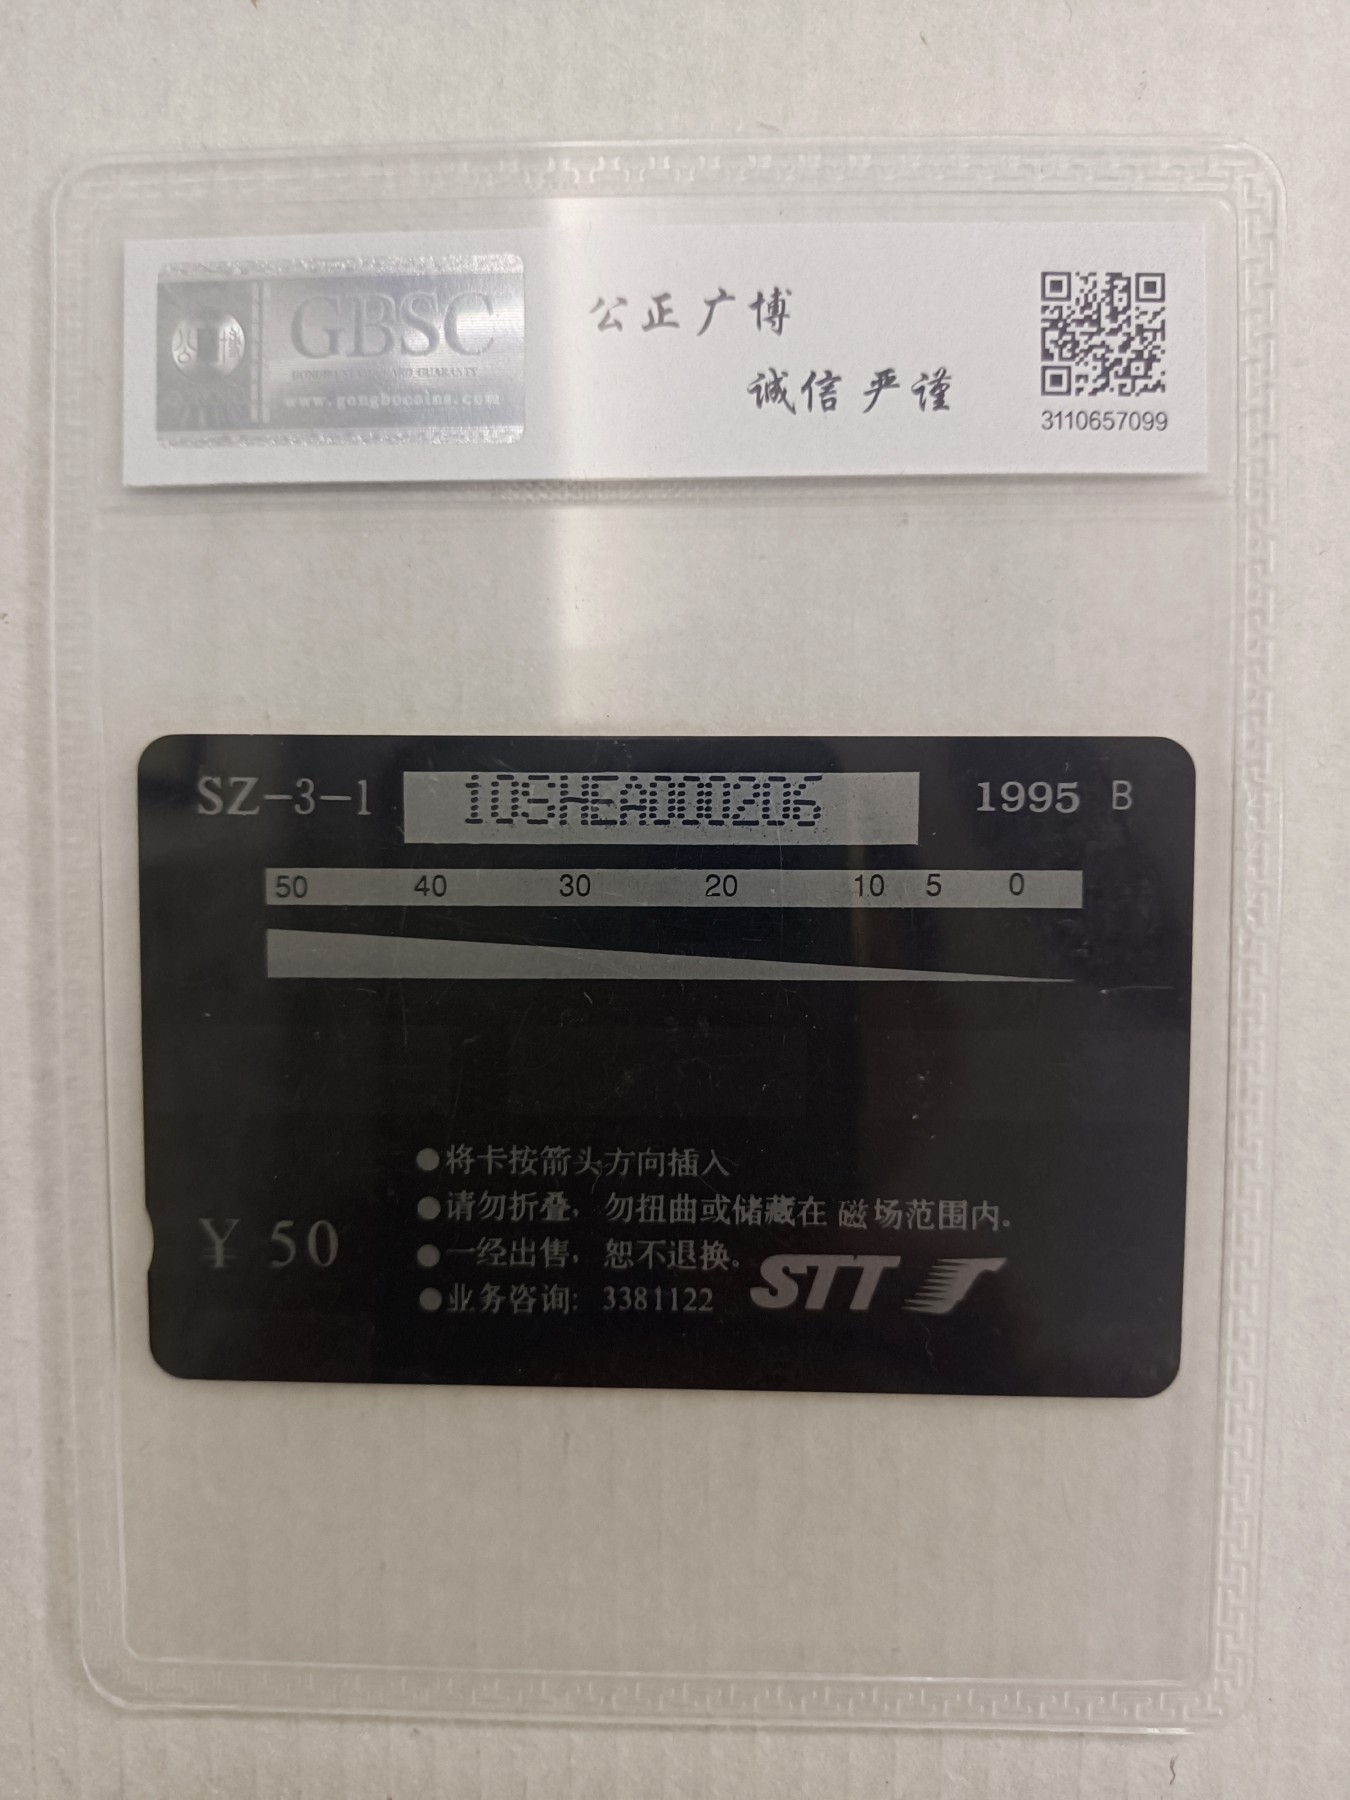 GBSC
www.gongbocoins.com
公正广博
诚信严谨
3110657099
SZ-3-1
10SHEA000206
1995 B
50 40 30 20 10 5 0
●将卡按箭头方向插入
●请勿折叠，勿扭曲或储藏在 磁场范围内.
●一经出售，恕不退换。
●业务咨询: 3381122
¥ 50
STT